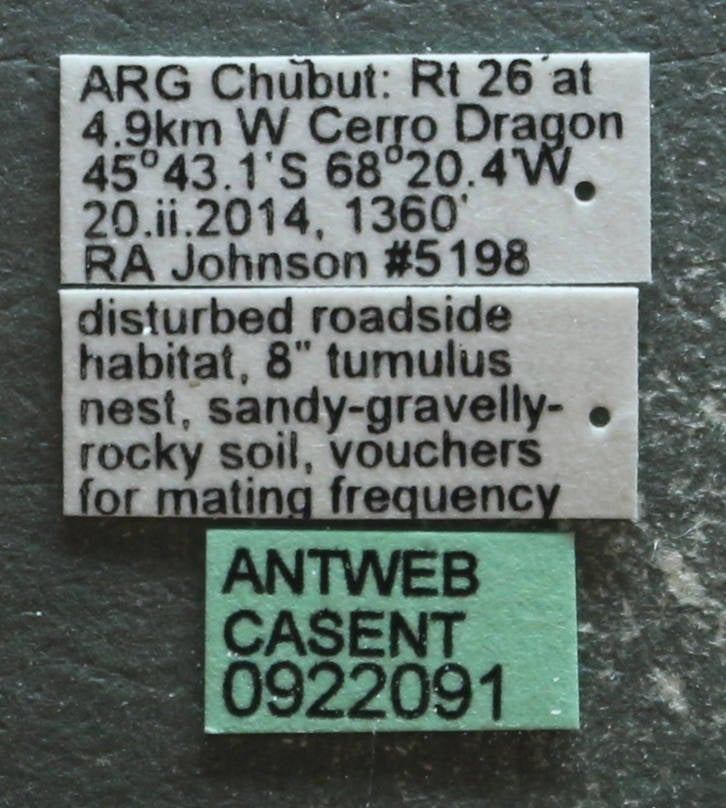 ARG Chubut: Rt 26 at
4.9km W Cerro Dragon
45°43.1'S 68°20.4'W
20.ii.2014, 1360'
RA Johnson #5198
disturbed roadside
habitat, 8" tumulus
nest, sandy-gravelly-
rocky soil, vouchers
for mating frequency
ANTWEB
CASENT
0922091